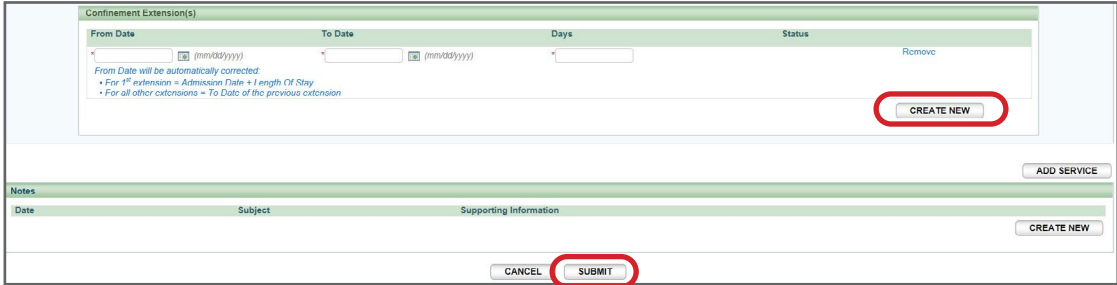 Confinement Extension(s)
From Date To Date Days Status
* (mm/dd/yyyy) * (mm/dd/yyyy) * Remove
From Date will be automatically corrected:
• For 1st extension = Admission Date + Length Of Stay
• For all other extensions = To Date of the previous extension
CREATE NEW
ADD SERVICE
Notes
Date Subject Supporting Information
CREATE NEW
CANCEL SUBMIT